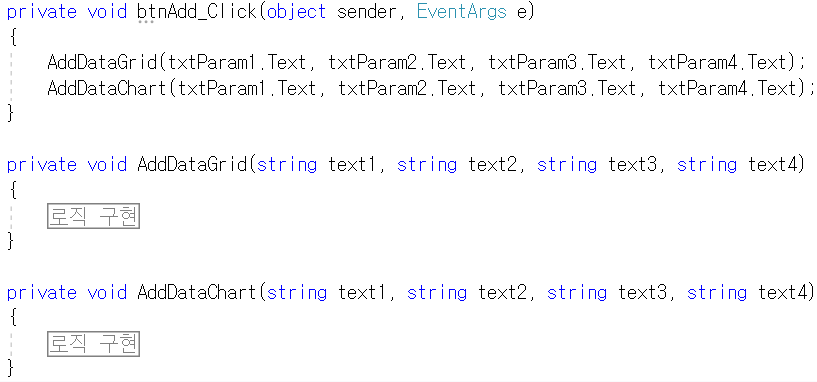 private void btnAdd_Click(object sender, EventArgs e)
{
AddDataGrid(txtParam1.Text, txtParam2.Text, txtParam3.Text, txtParam4.Text);
AddDataChart(txtParam1.Text, txtParam2.Text, txtParam3.Text, txtParam4.Text);
}
private void AddDataGrid(string text1, string text2, string text3, string text4)
{
로직 구현
}
private void AddDataChart(string text1, string text2, string text3, string text4)
{
로직 구현
}